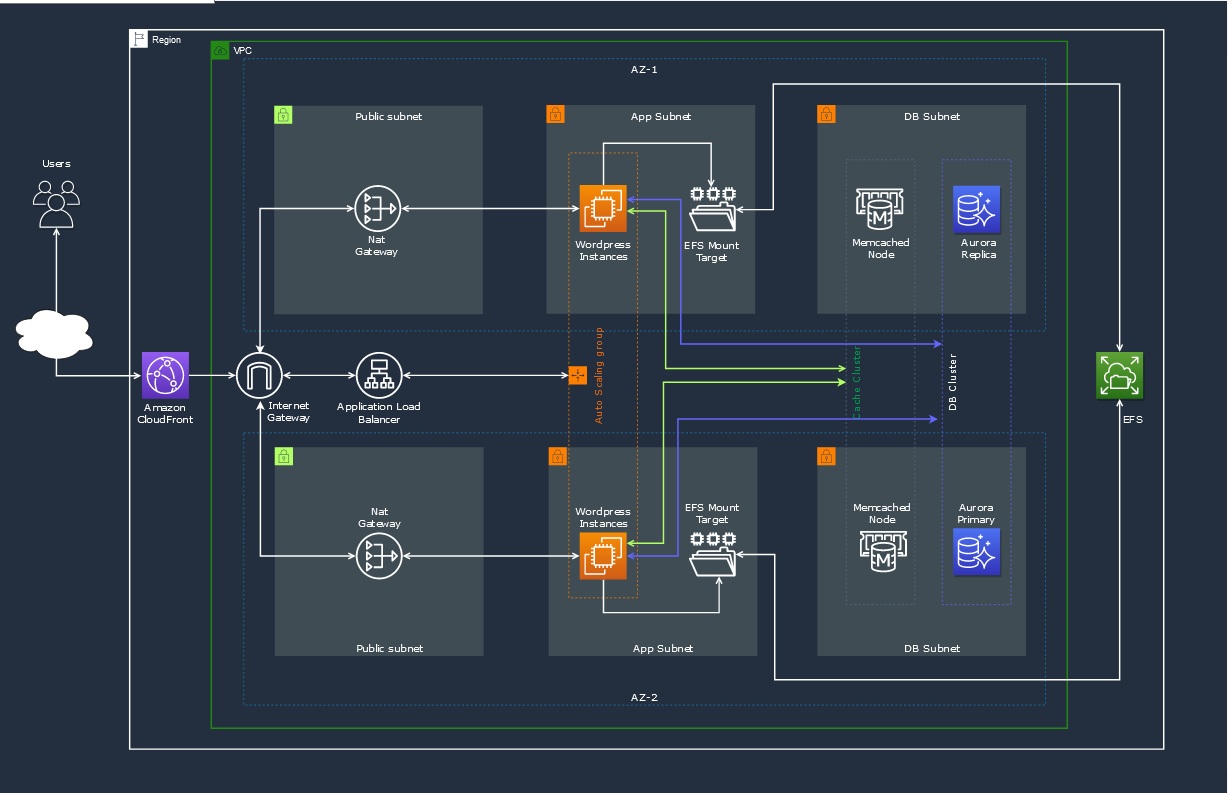 Region
VPC
AZ-1
Public subnet
App Subnet
DB Subnet
Users
Nat
Gateway
Wordpress
Instances
EFS Mount
Target
M
Memcached
Node
Aurora
Replica
Amazon
CloudFront
Internet
Gateway
Application Load
Balancer
Auto Scaling group
Cache Cluster
DB Cluster
EFS
Nat
Gateway
Wordpress
Instances
EFS Mount
Target
Memcached
Node
M
Aurora
Primary
Public subnet
App Subnet
DB Subnet
AZ-2